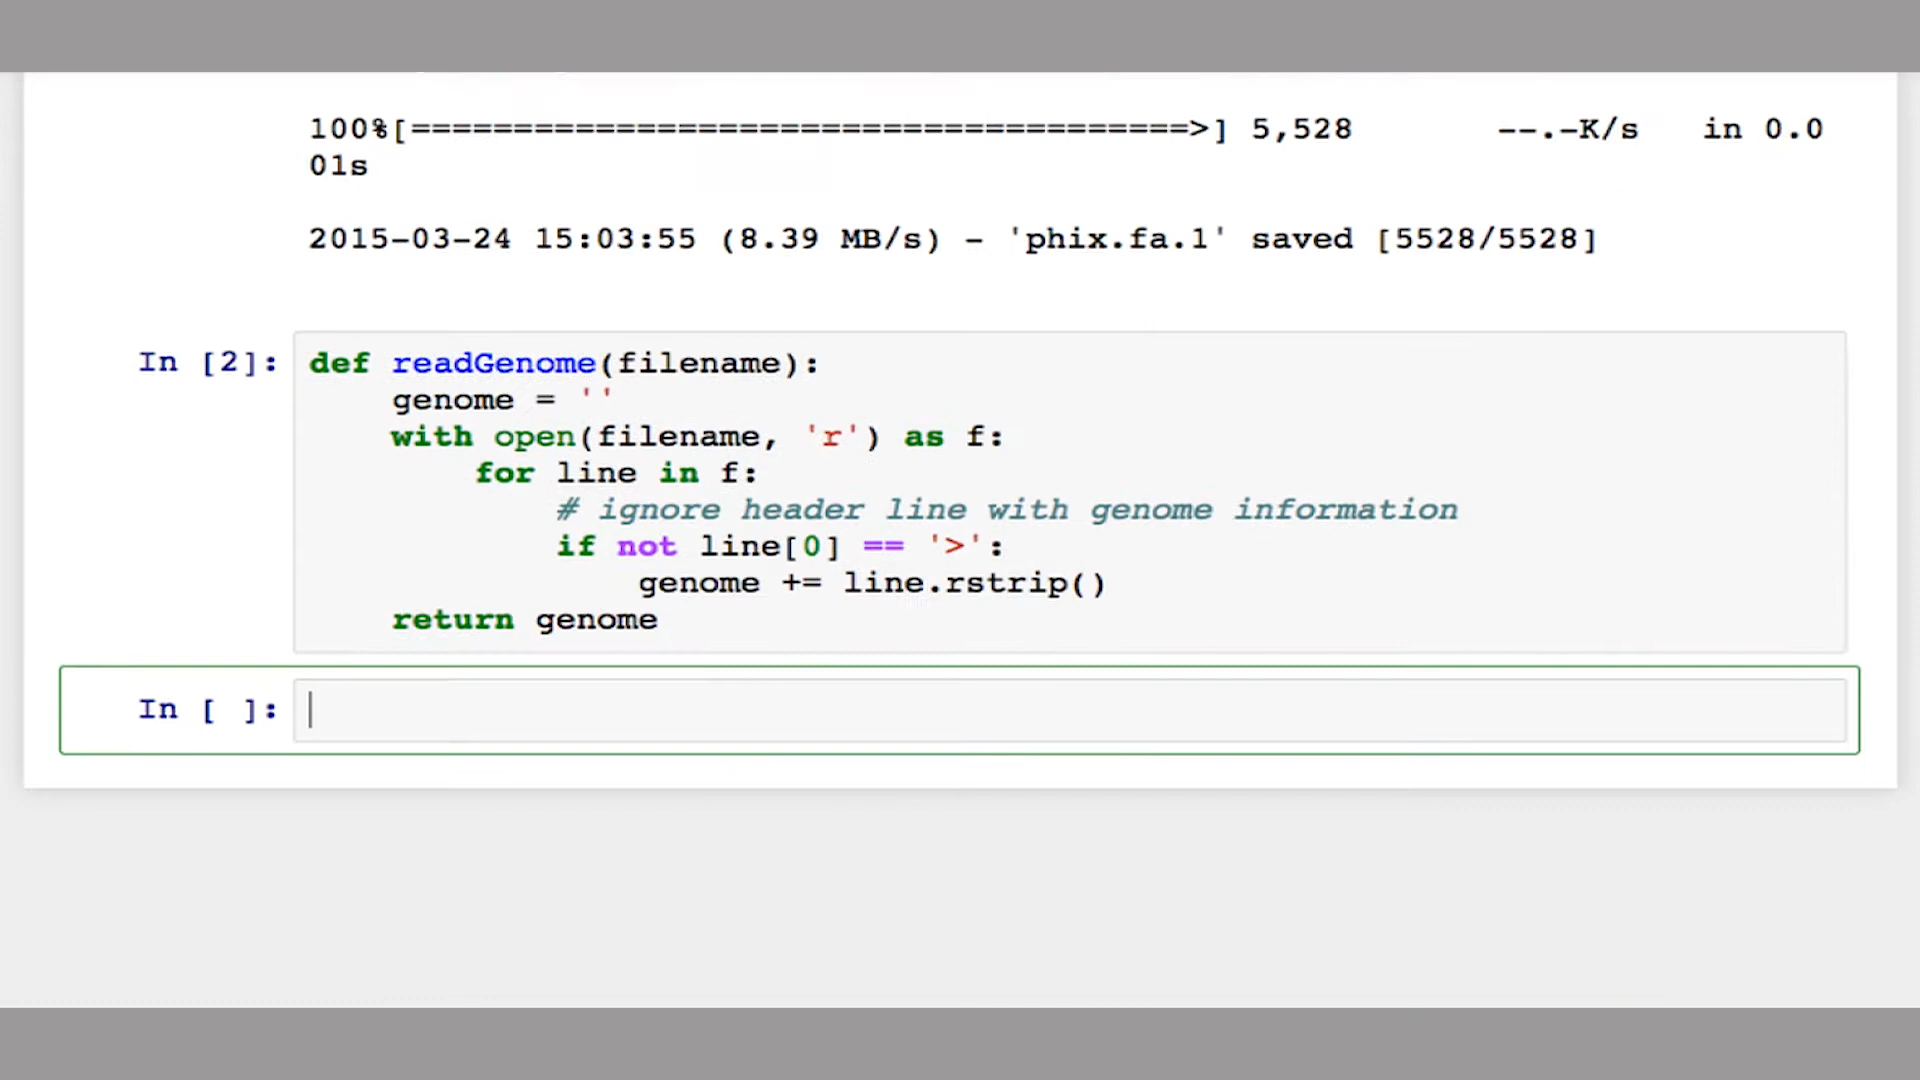 100%[======================================>] 5,528       --.-K/s   in 0.0
01s
2015-03-24 15:03:55 (8.39 MB/s) - 'phix.fa.1' saved [5528/5528]
In [2]: def readGenome(filename):
    genome = ''
    with open(filename, 'r') as f:
        for line in f:
            # ignore header line with genome information
            if not line[0] == '>':
                genome += line.rstrip()
    return genome
In [ ]: